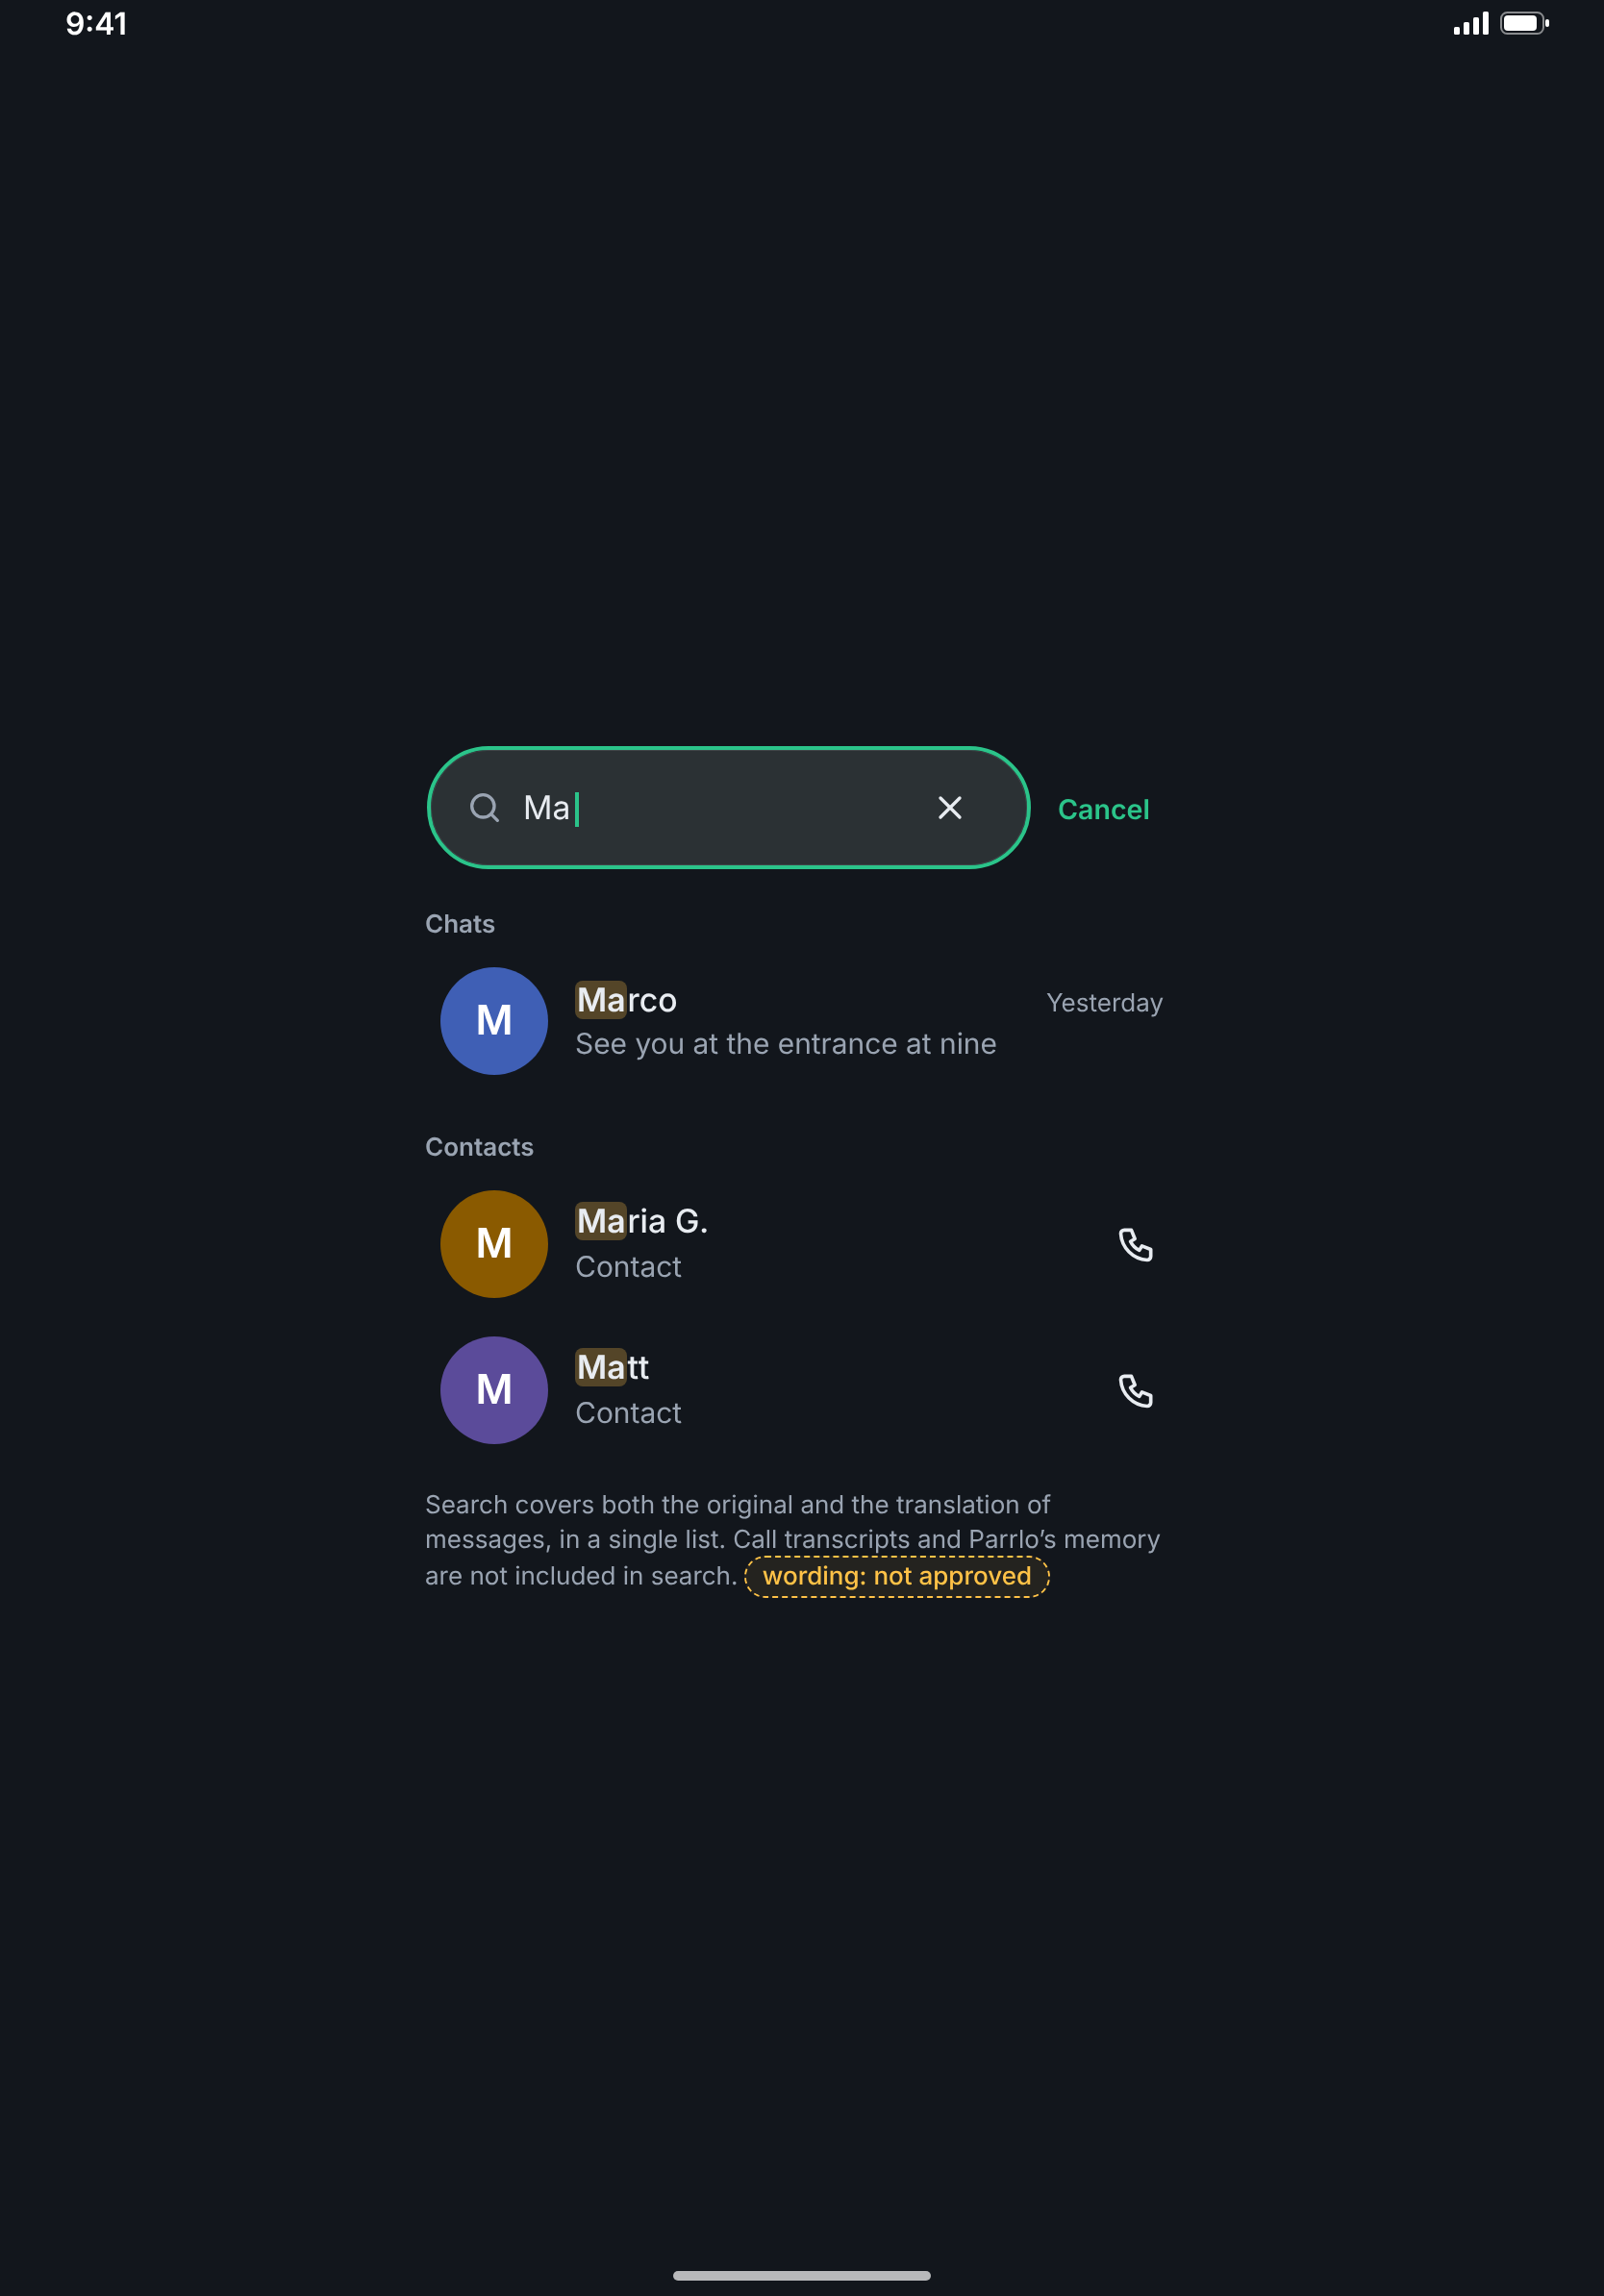 9:41
Ma
Cancel
Chats
M
Marco
Yesterday
See you at the entrance at nine
Contacts
M
Maria G.
Contact
M
Matt
Contact
Search covers both the original and the translation of
messages, in a single list. Call transcripts and Parrlo’s memory
are not included in search. wording: not approved